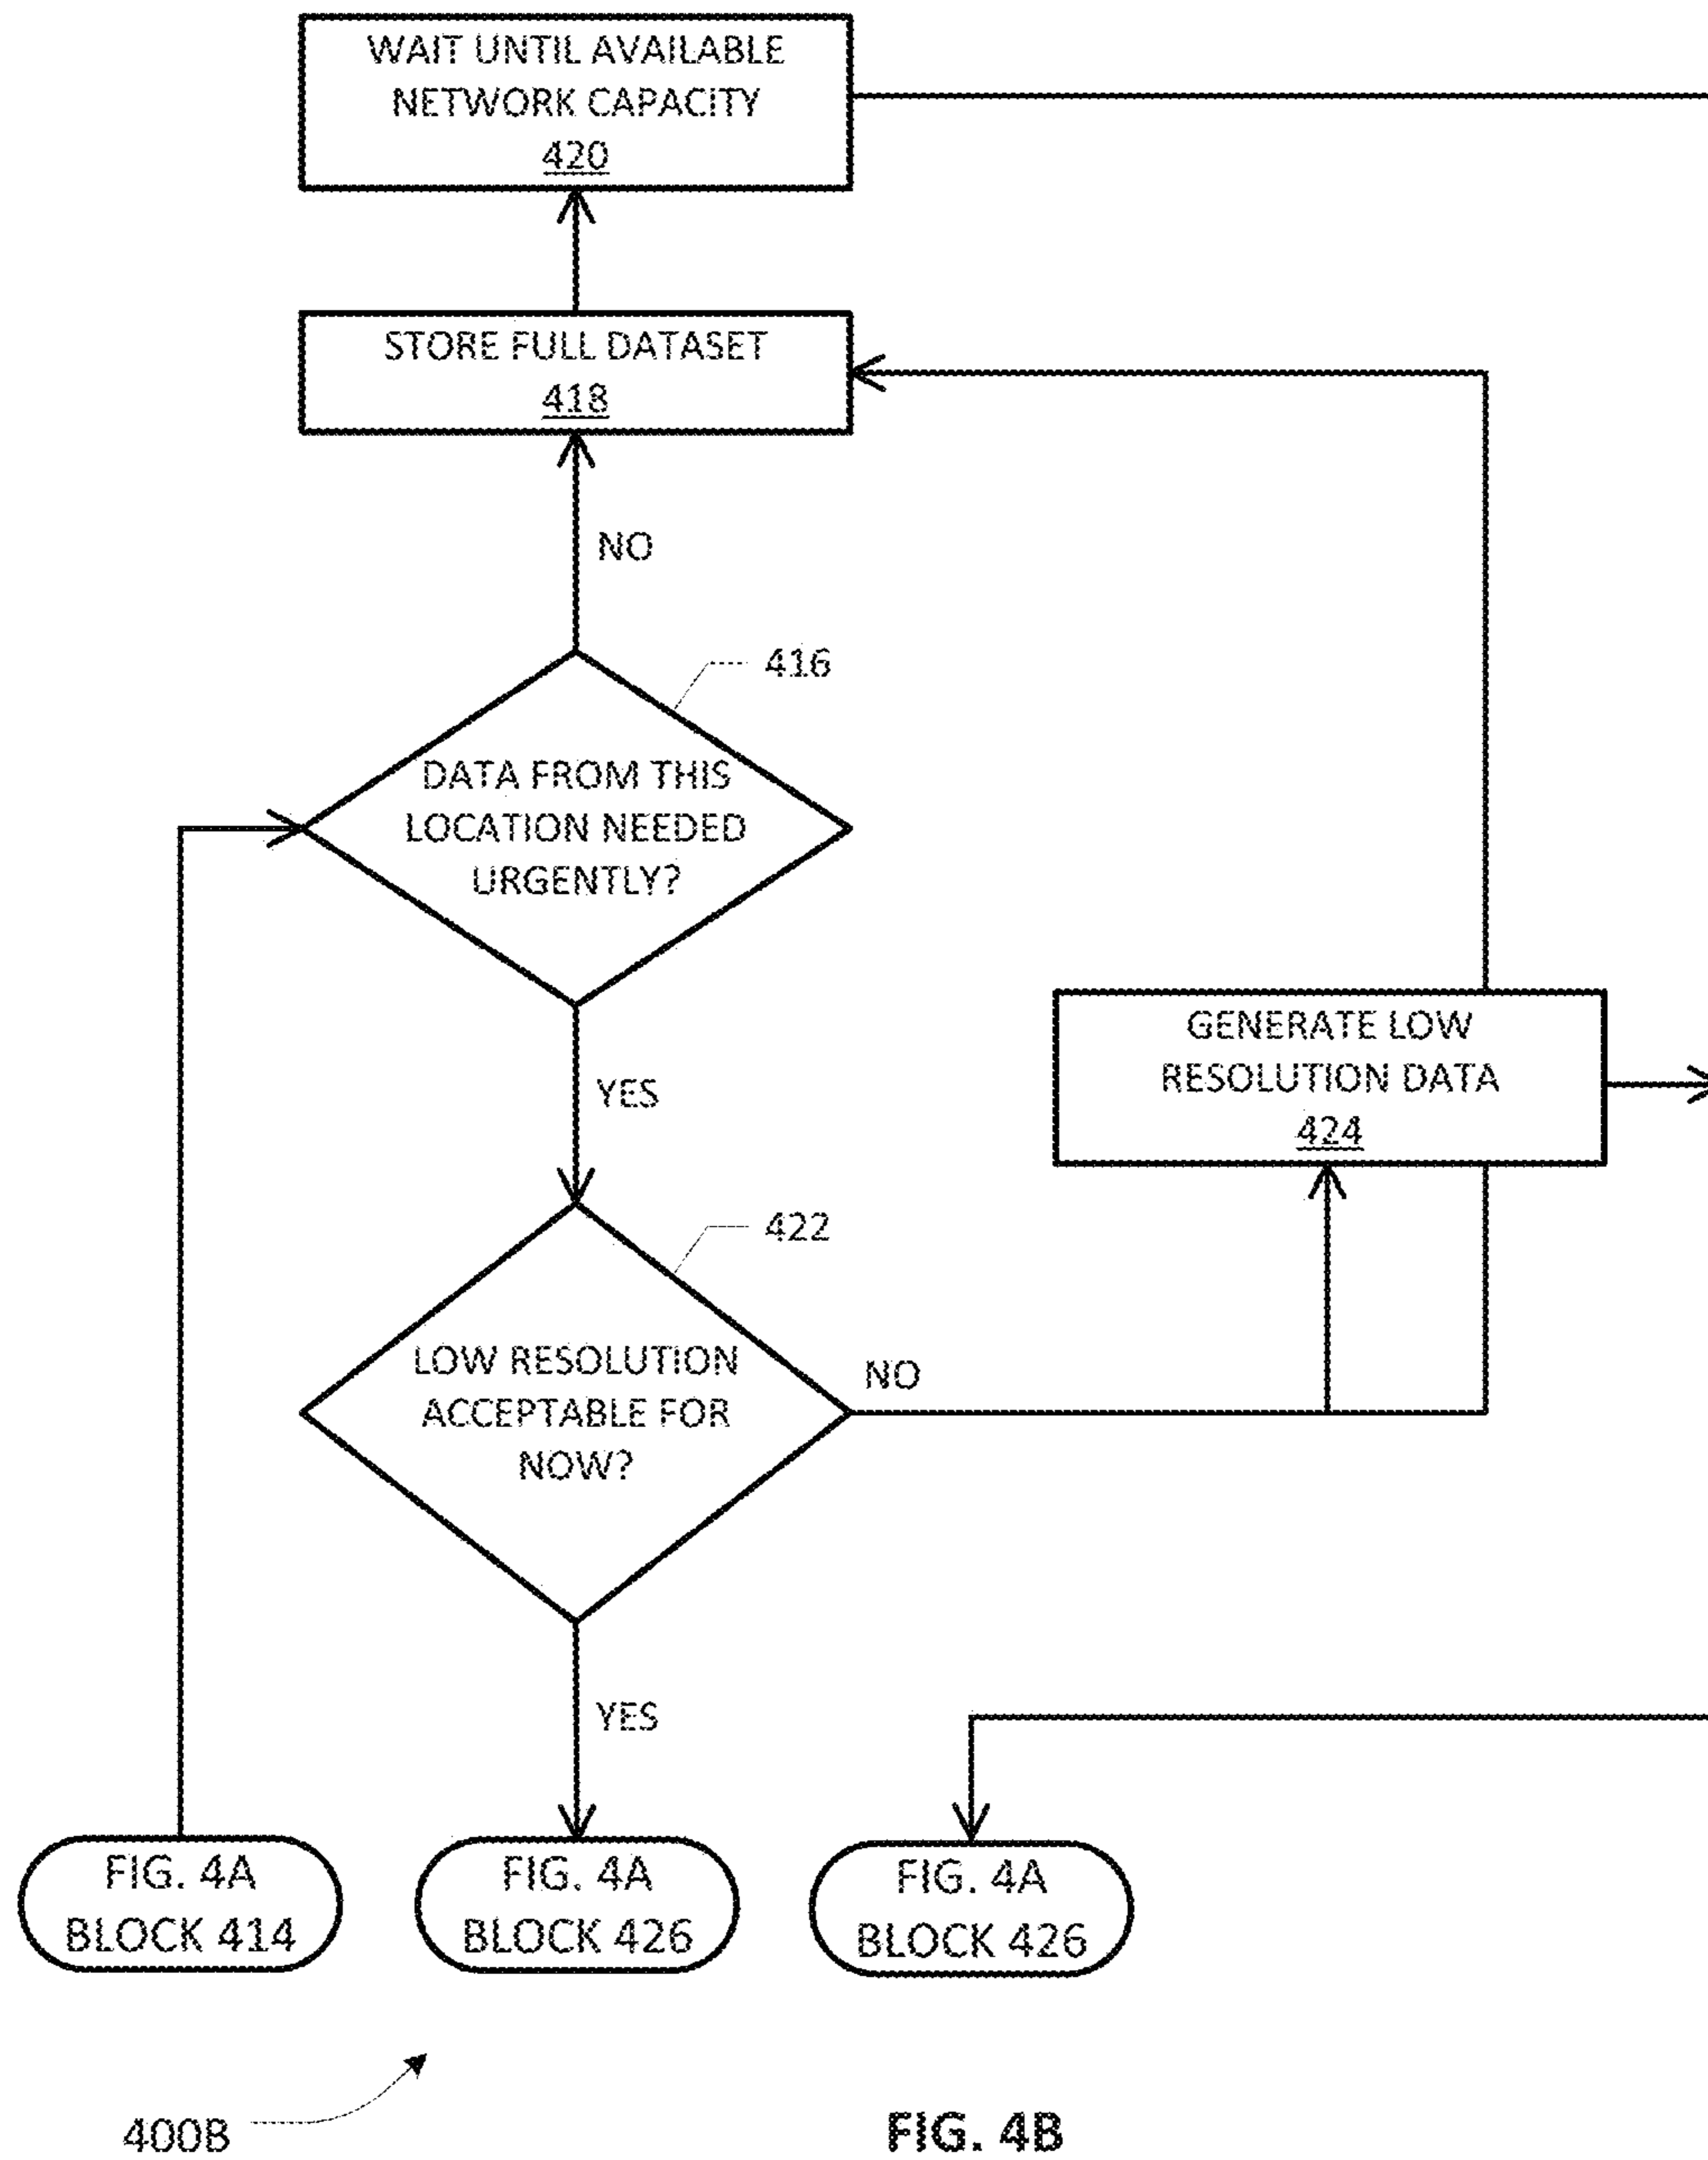 WAIT UNTIL AVAILABLE
NETWORK CAPACITY
420
STORE FULL DATASET
418
NO
416
DATA FROM THIS
LOCATION NEEDED
URGENTLY?
YES
GENERATE LOW
RESOLUTION DATA
424
422
LOW RESOLUTION
ACCEPTABLE FOR
NOW?
NO
YES
FIG. 4A
BLOCK 414
FIG. 4A
BLOCK 426
FIG. 4A
BLOCK 426
400B
FIG. 4B